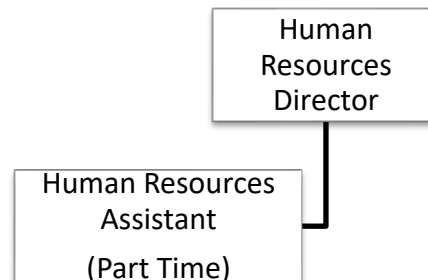 Human
Resources
Director
Human Resources
Assistant
(Part Time)